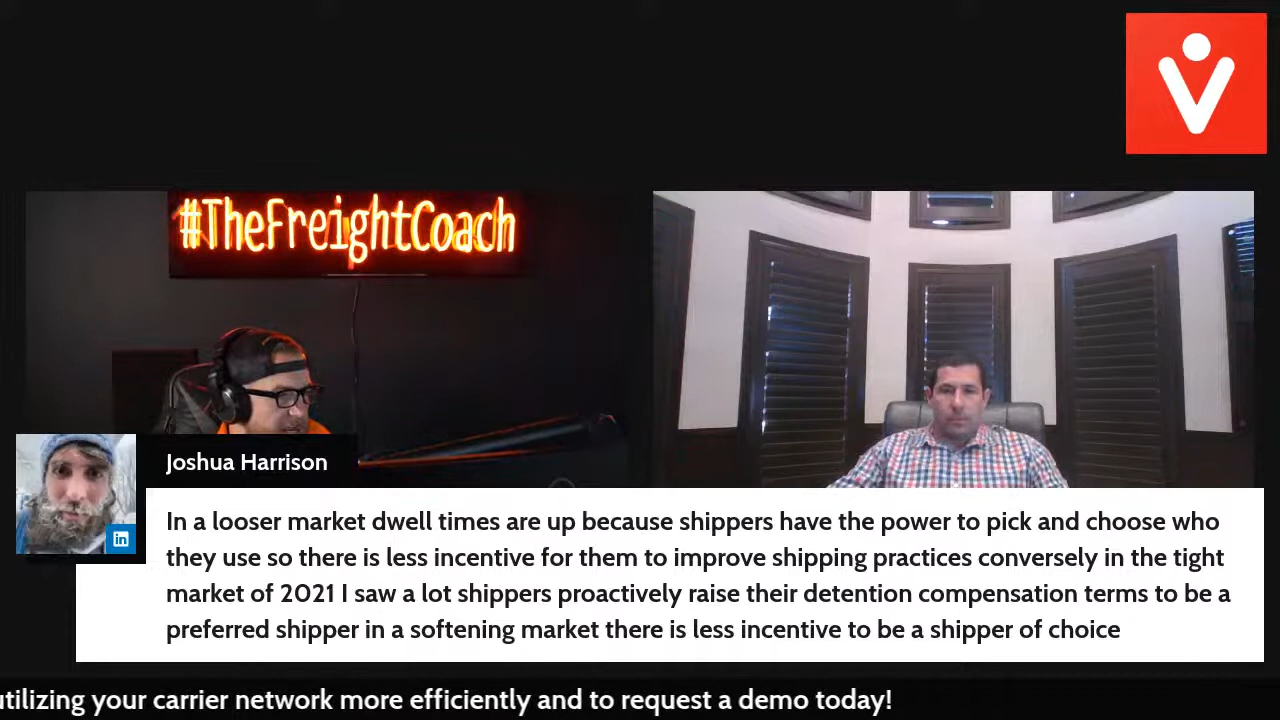 #TheFreightCoach
Joshua Harrison
In a looser market dwell times are up because shippers have the power to pick and choose who
they use so there is less incentive for them to improve shipping practices conversely in the tight
market of 2021 I saw a lot shippers proactively raise their detention compensation terms to be a
preferred shipper in a softening market there is less incentive to be a shipper of choice
utilizing your carrier network more efficiently and to request a demo today!